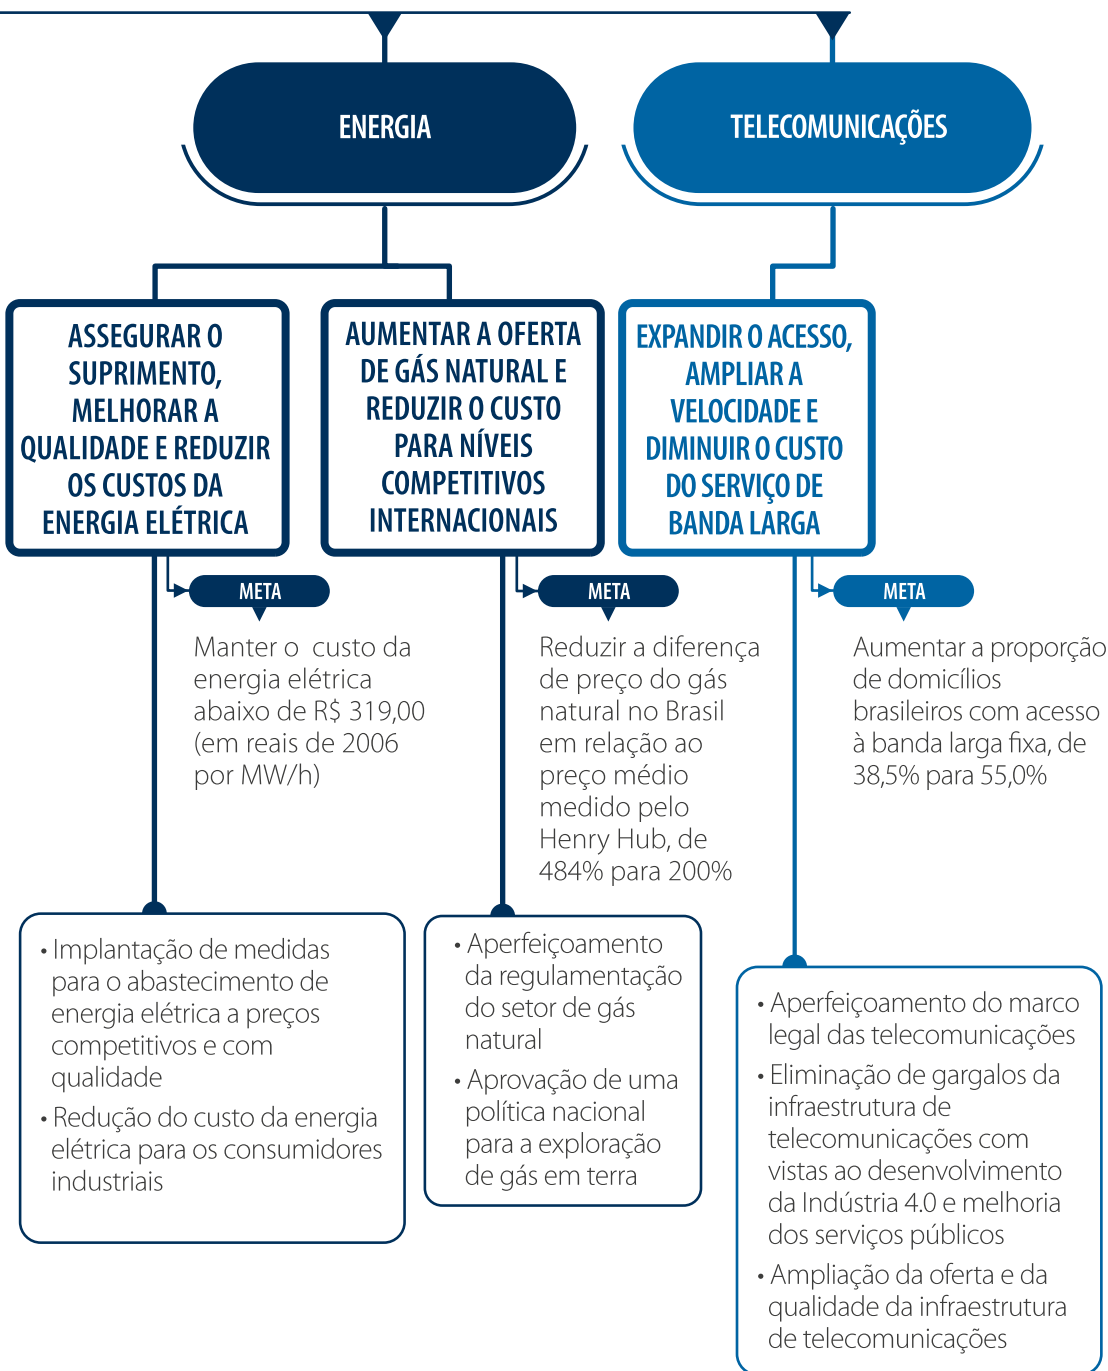 ENERGIA
TELECOMUNICAÇÕES
ASSEGURAR O
SUPRIMENTO,
MELHORAR A
QUALIDADE E REDUZIR
OS CUSTOS DA
ENERGIA ELÉTRICA
META
Manter o custo da
energia elétrica
abaixo de R$ 319,00
(em reais de 2006
por MW/h)
• Implantação de medidas
para o abastecimento de
energia elétrica a preços
competitivos e com
qualidade
• Redução do custo da energia
elétrica para os consumidores
industriais
AUMENTAR A OFERTA
DE GÁS NATURAL E
REDUZIR O CUSTO
PARA NÍVEIS
COMPETITIVOS
INTERNACIONAIS
META
Reduzir a diferença
de preço do gás
natural no Brasil
em relação ao
preço médio
medido pelo
Henry Hub, de
484% para 200%
• Aperfeiçoamento
da regulamentação
do setor de gás
natural
• Aprovação de uma
política nacional
para a exploração
de gás em terra
EXPANDIR O ACESSO,
AMPLIAR A
VELOCIDADE E
DIMINUIR O CUSTO
DO SERVIÇO DE
BANDA LARGA
META
Aumentar a proporção
de domicílios
brasileiros com acesso
à banda larga fixa, de
38,5% para 55,0%
• Aperfeiçoamento do marco
legal das telecomunicações
• Eliminação de gargalos da
infraestrutura de
telecomunicações com
vistas ao desenvolvimento
da Indústria 4.0 e melhoria
dos serviços públicos
• Ampliação da oferta e da
qualidade da infraestrutura
de telecomunicações